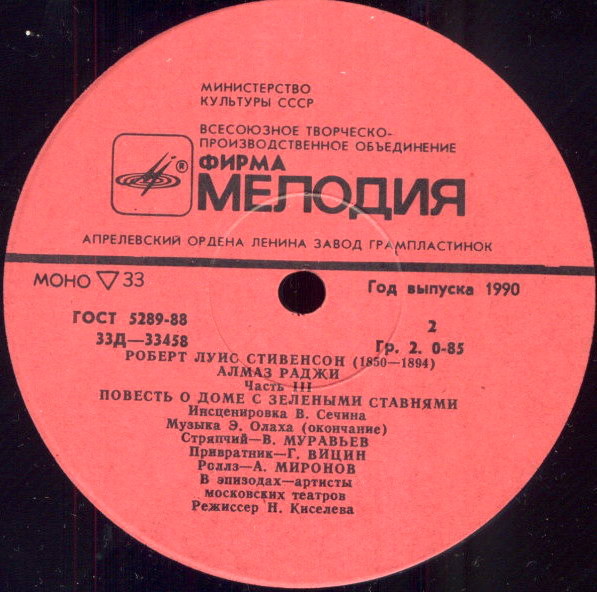 МИНИСТЕРСТВО
КУЛЬТУРЫ СССР
ВСЕСОЮЗНОЕ ТВОРЧЕСКО-
ПРОИЗВОДСТВЕННОЕ ОБЪЕДИНЕНИЕ
®
ФИРМА
МЕЛОДИЯ
АПРЕЛЕВСКИЙ ОРДЕНА ЛЕНИНА ЗАВОД ГРАМПЛАСТИНОК
МОНО ▽ 33
Год выпуска 1990
ГОСТ 5289-88
2
33Д—33458
Гр. 2. 0-85
РОБЕРТ ЛУИС СТИВЕНСОН (1850—1894)
АЛМАЗ РАДЖИ
Часть III
ПОВЕСТЬ О ДОМЕ С ЗЕЛЕНЫМИ СТАВНЯМИ
Инсценировка В. Сечина
Музыка Э. Олаха (окончание)
Стряпчий—В. МУРАВЬЕВ
Привратник—Г. ВИЦИН
Роллз—А. МИРОНОВ
В эпизодах—артисты
московских театров
Режиссер Н. Киселева